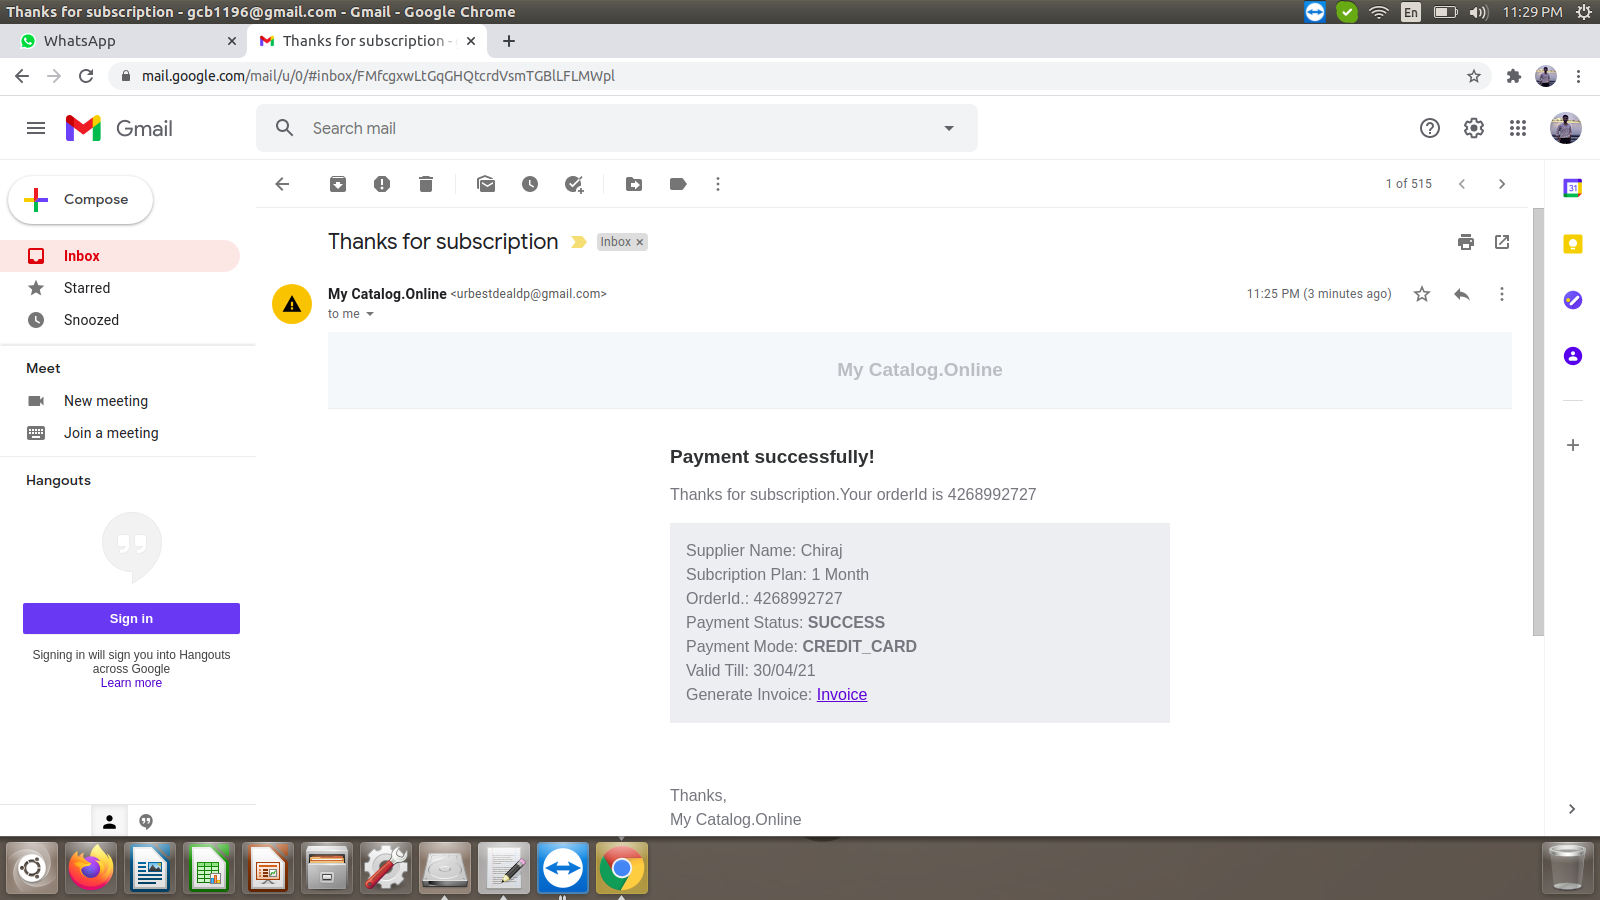 Thanks for subscription - gcb1196@gmail.com - Gmail - Google Chrome
En
11:29 PM
WhatsApp
Thanks for subscription -
mail.google.com/mail/u/0/#inbox/FMfcgxwLtGqGHQtcrdVsmTGBlLFLMWpl
Gmail
Search mail
Compose
1 of 515
31
Inbox
Starred
Snoozed
Meet
New meeting
Join a meeting
Hangouts
Sign in
Signing in will sign you into Hangouts
across Google
Learn more
Thanks for subscription
Inbox
My Catalog.Online <urbestdealdp@gmail.com>
11:25 PM (3 minutes ago)
to me
My Catalog.Online
Payment successfully!
Thanks for subscription.Your orderId is 4268992727
Supplier Name: Chiraj
Subcription Plan: 1 Month
OrderId.: 4268992727
Payment Status: SUCCESS
Payment Mode: CREDIT_CARD
Valid Till: 30/04/21
Generate Invoice: Invoice
Thanks,
My Catalog.Online